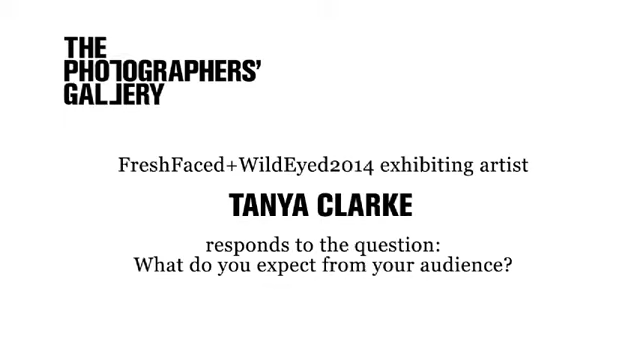 THE
PHOTOGRAPHERS’
GALLERY
FreshFaced+WildEyed2014 exhibiting artist
TANYA CLARKE
responds to the question:
What do you expect from your audience?